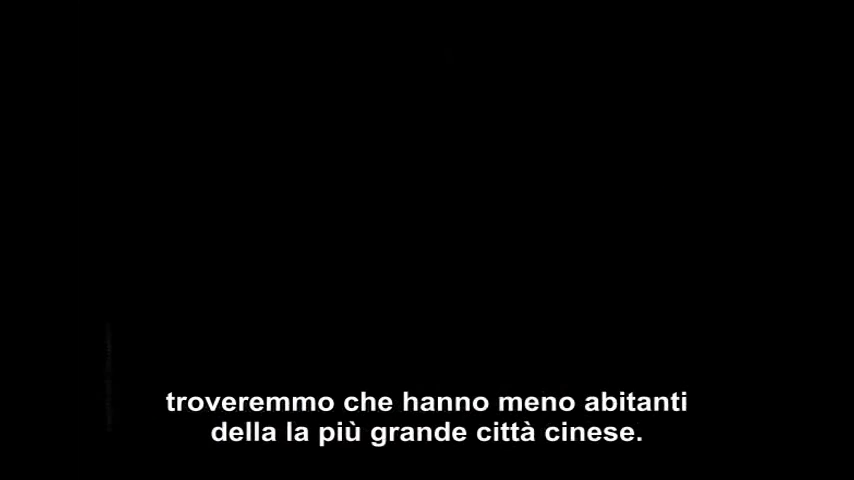 troveremmo che hanno meno abitanti
della la più grande città cinese.